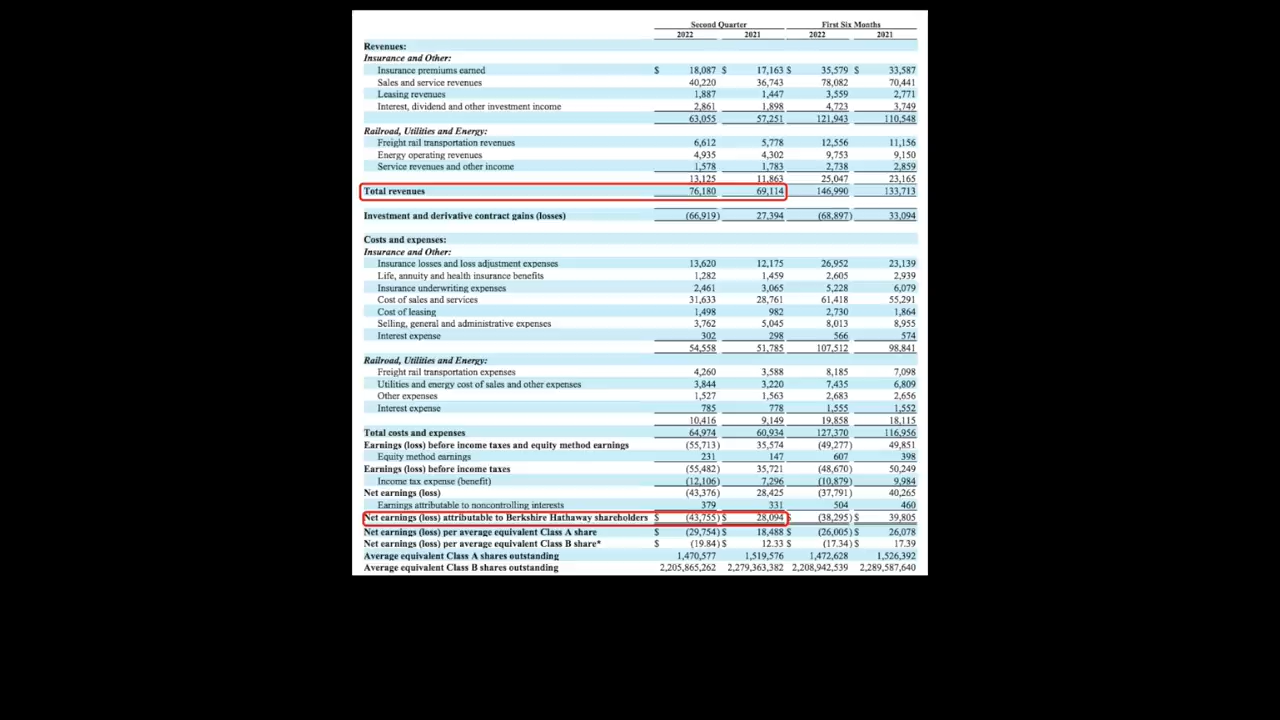 Second Quarter First Six Months
2022 2021 2022 2021
Revenues:
Insurance and Other:
Insurance premiums earned $ 18,087 $ 17,163 $ 35,579 $ 33,587
Sales and service revenues 40,220 36,743 78,082 70,441
Leasing revenues 1,887 1,447 3,559 2,771
Interest, dividend and other investment income 2,861 1,898 4,723 3,749
63,055 57,251 121,943 110,548
Railroad, Utilities and Energy:
Freight rail transportation revenues 6,612 5,778 12,556 11,156
Energy operating revenues 4,935 4,302 9,753 9,150
Service revenues and other income 1,578 1,783 2,738 2,859
13,125 11,863 25,047 23,165
Total revenues 76,180 69,114 146,990 133,713
Investment and derivative contract gains (losses) (66,919) 27,394 (68,897) 33,094
Costs and expenses:
Insurance and Other:
Insurance losses and loss adjustment expenses 13,620 12,175 26,952 23,139
Life, annuity and health insurance benefits 1,282 1,459 2,605 2,939
Insurance underwriting expenses 2,461 3,065 5,228 6,079
Cost of sales and services 31,633 28,761 61,418 55,291
Cost of leasing 1,498 982 2,730 1,864
Selling, general and administrative expenses 3,762 5,045 8,013 8,955
Interest expense 302 298 566 574
54,558 51,785 107,512 98,841
Railroad, Utilities and Energy:
Freight rail transportation expenses 4,260 3,588 8,185 7,098
Utilities and energy cost of sales and other expenses 3,844 3,220 7,435 6,809
Other expenses 1,527 1,563 2,683 2,656
Interest expense 785 778 1,555 1,552
10,416 9,149 19,858 18,115
Total costs and expenses 64,974 60,934 127,370 116,956
Earnings (loss) before income taxes and equity method earnings (55,713) 35,574 (49,277) 49,851
Equity method earnings 231 147 607 398
Earnings (loss) before income taxes (55,482) 35,721 (48,670) 50,249
Income tax expense (benefit) (12,106) 7,296 (10,879) 9,984
Net earnings (loss) (43,376) 28,425 (37,791) 40,265
Earnings attributable to noncontrolling interests 379 331 504 460
Net earnings (loss) attributable to Berkshire Hathaway shareholders $ (43,755) $ 28,094 $ (38,295) $ 39,805
Net earnings (loss) per average equivalent Class A share $ (29,754) $ 18,488 $ (26,005) $ 26,078
Net earnings (loss) per average equivalent Class B share* $ (19.84) $ 12.33 $ (17.34) $ 17.39
Average equivalent Class A shares outstanding 1,470,577 1,519,576 1,472,628 1,526,392
Average equivalent Class B shares outstanding 2,205,865,262 2,279,363,382 2,208,942,539 2,289,587,640